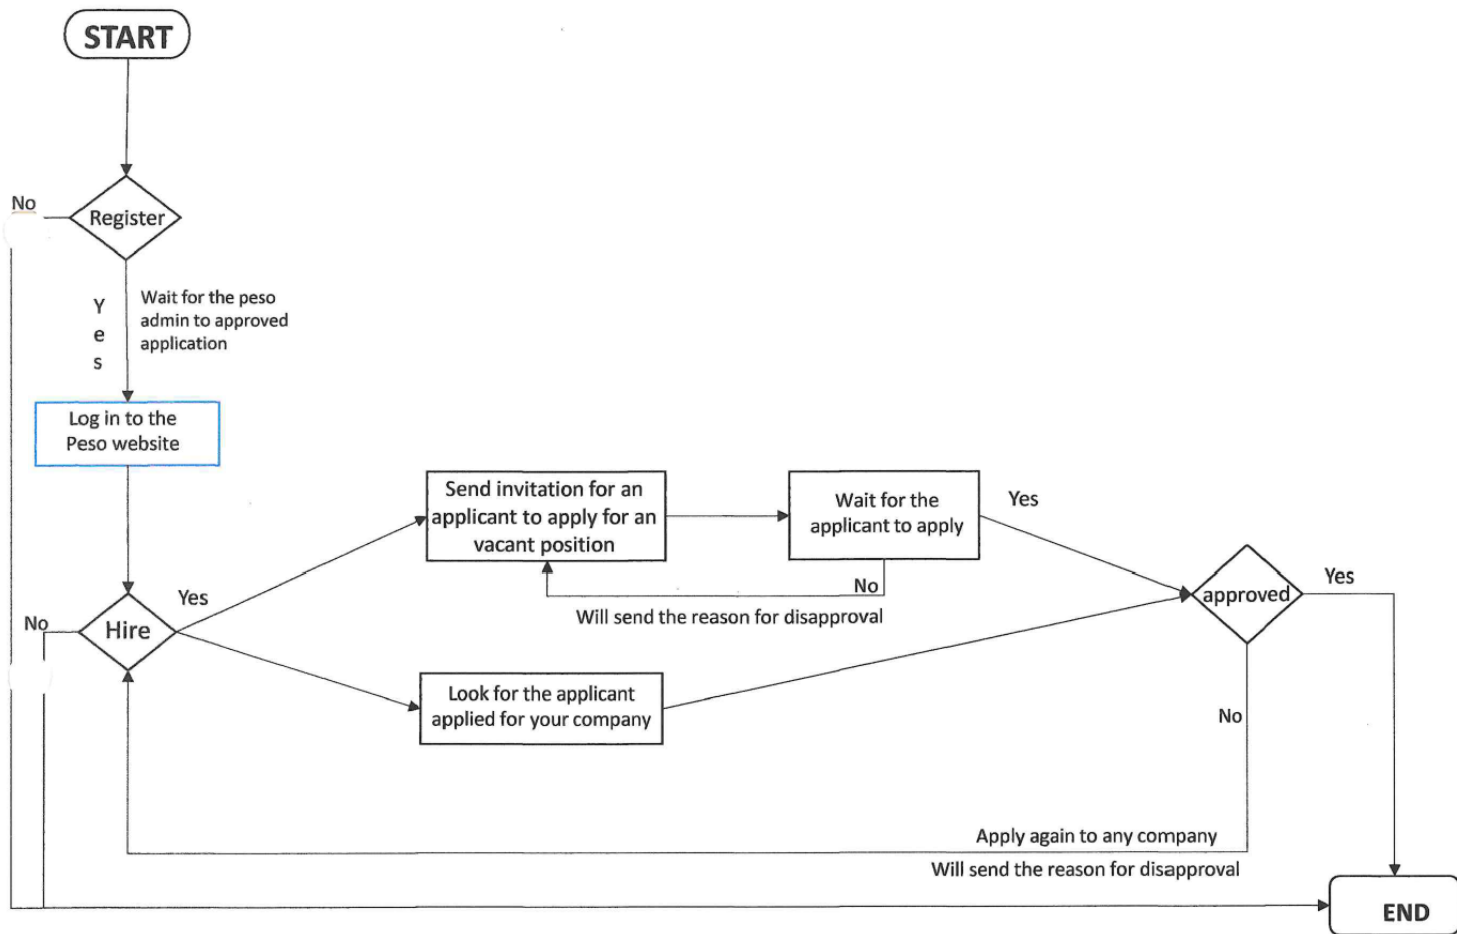 START
No
Register
Yes
Wait for the peso
admin to approved
application
Log in to the
Peso website
Send invitation for an
applicant to apply for an
vacant position
Wait for the
applicant to apply
Yes
No
Will send the reason for disapproval
approved
Yes
Yes
No
Hire
Look for the applicant
applied for your company
No
Apply again to any company
Will send the reason for disapproval
END